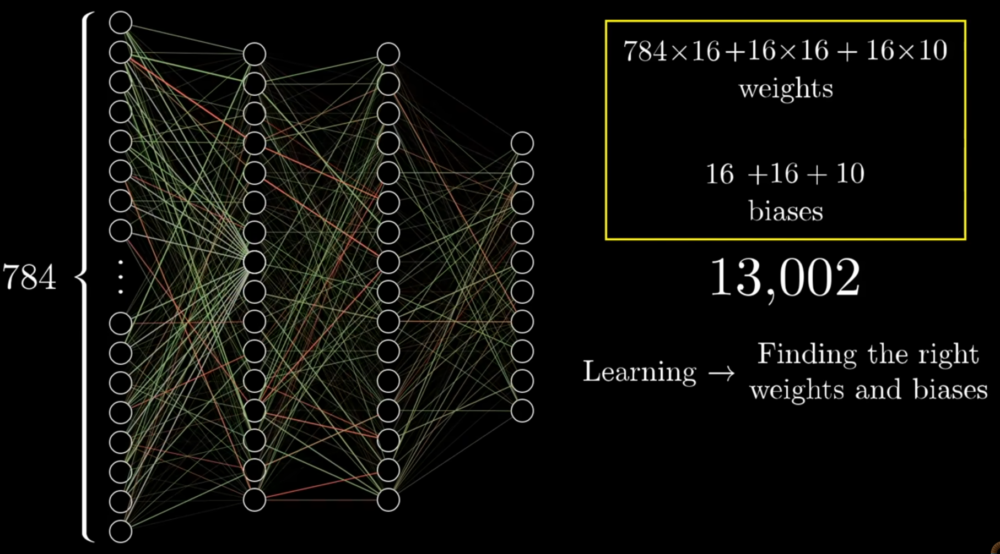 784
784×16+16×16 + 16×10
weights
16 +16 + 10
biases
13,002
Learning → Finding the right
weights and biases